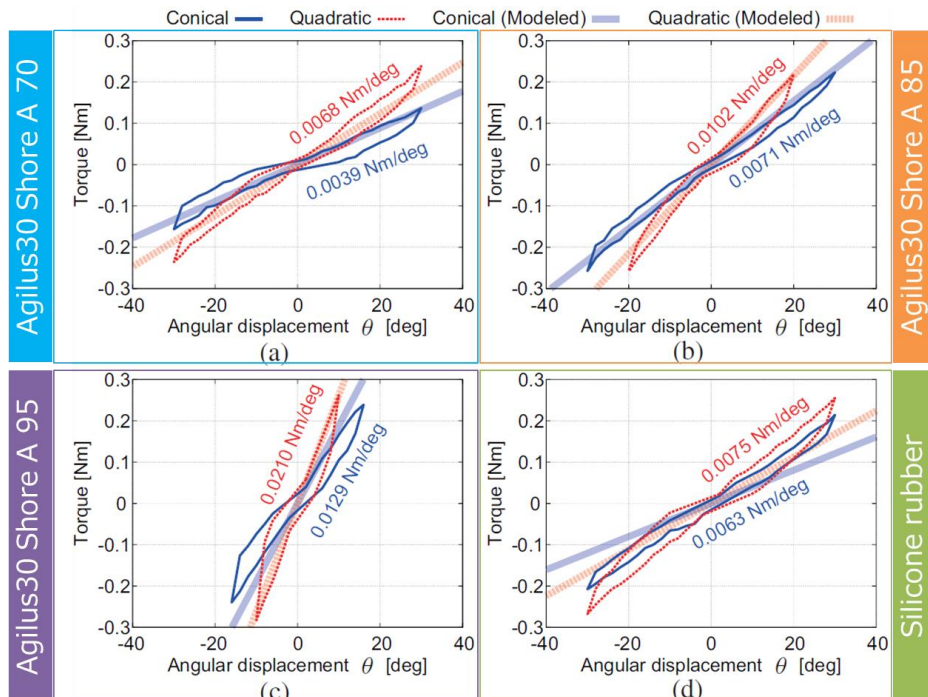 Conical Quadratic Conical (Modeled) Quadratic (Modeled)
Agilus30 Shore A 70
0.3
0.2
0.1
0
-0.1
-0.2
-0.3
Torque [Nm]
0.0068 Nm/deg
0.0039 Nm/deg
-40 -20 0 20 40
Angular displacement θ [deg]
(a)
0.3
0.2
0.1
0
-0.1
-0.2
-0.3
Torque [Nm]
0.0102 Nm/deg
0.0071 Nm/deg
-40 -20 0 20 40
Angular displacement θ [deg]
(b)
Agilus30 Shore A 85
Agilus30 Shore A 95
0.3
0.2
0.1
0
-0.1
-0.2
-0.3
Torque [Nm]
0.0210 Nm/deg
0.0129 Nm/deg
-40 -20 0 20 40
Angular displacement θ [deg]
(c)
0.3
0.2
0.1
0
-0.1
-0.2
-0.3
Torque [Nm]
0.0075 Nm/deg
0.0063 Nm/deg
-40 -20 0 20 40
Angular displacement θ [deg]
(d)
Silicone rubber